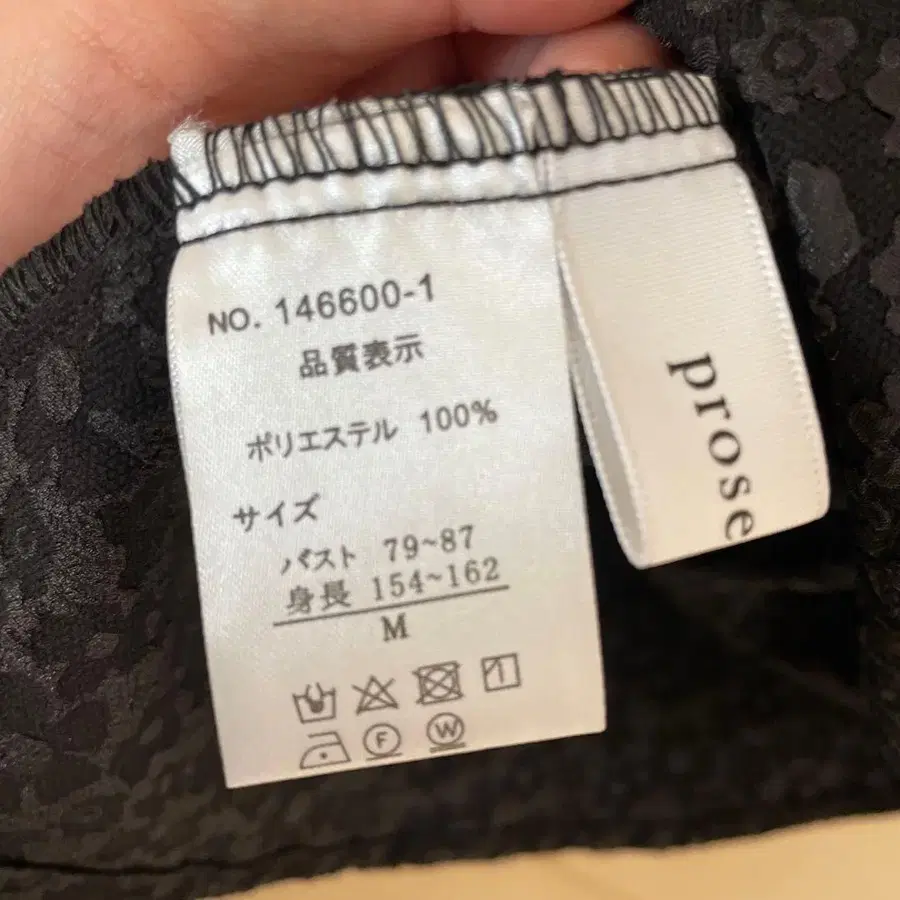 NO. 146600-1
品質表示
ポリエステル 100%
サイズ
バスト 79~87
身長 154~162
M
F
W
prose